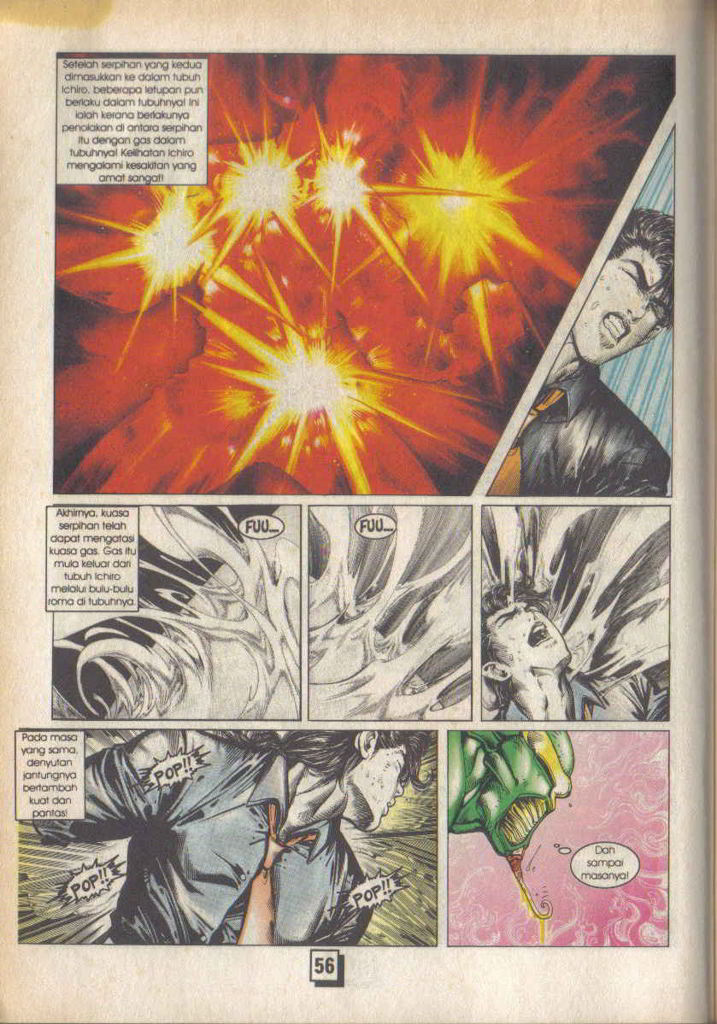 Setelah serpihan yang kedua
dimasukkan ke dalam tubuh
Ichiro, beberapa letupan pun
berlaku dalam tubuhnya! Ini
ialah kerana berlakunya
penolakan di antara serpihan
itu dengan gas dalam
tubuhnya! Kelihatan Ichiro
mengalami kesakitan yang
amat sangat!
Akhirnya, kuasa
serpihan telah
dapat mengatasi
kuasa gas. Gas itu
mula keluar dari
tubuh Ichiro
melalui bulu-bulu
roma di tubuhnya.
FUU...
FUU...
Pada masa
yang sama,
denyutan
jantungnya
bertambah
kuat dan
pantas!
POP!!
POP!!
POP!!
Dah
sampai
masanya!
56